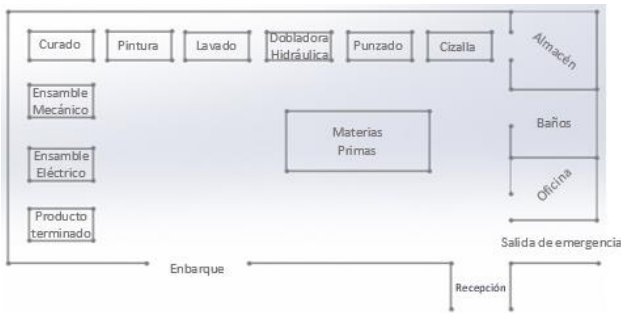 Curado
Pintura
Lavado
Dobladora
Hidráulica
Punzado
Cizalla
Almacén
Ensamble
Mecánico
Materias
Primas
Baños
Ensamble
Eléctrico
Oficina
Producto
terminado
Salida de emergencia
Enbarque
Recepción